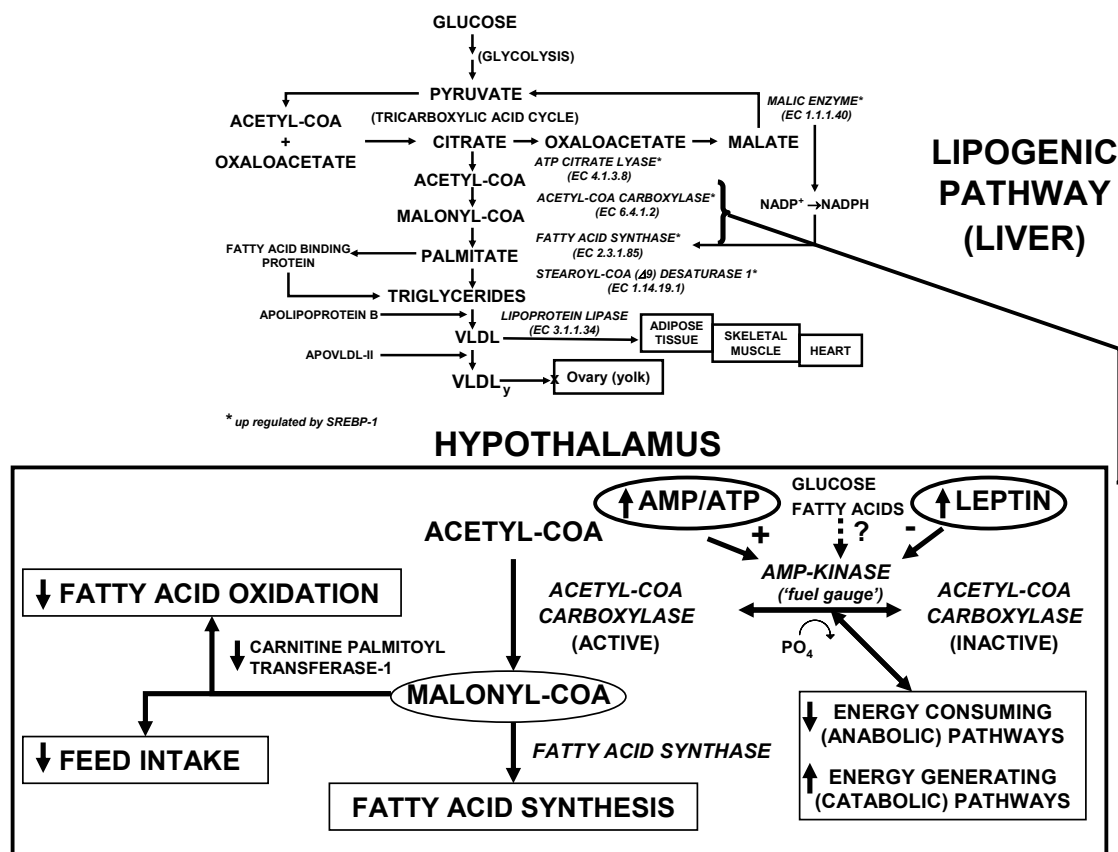 GLUCOSE
(GLYCOLYSIS)
PYRUVATE
MALIC ENZYME*
(EC 1.1.1.40)
(TRICARBOXYLIC ACID CYCLE)
ACETYL-COA
+
OXALOACETATE
CITRATE
OXALOACETATE
MALATE
ATP CITRATE LYASE*
(EC 4.1.3.8)
ACETYL-COA
ACETYL-COA CARBOXYLASE*
(EC 6.4.1.2)
NADP+ →NADPH
MALONYL-COA
FATTY ACID SYNTHASE*
(EC 2.3.1.85)
FATTY ACID BINDING
PROTEIN
PALMITATE
STEAROYL-COA (Δ9) DESATURASE 1*
(EC 1.14.19.1)
TRIGLYCERIDES
APOLIPOPROTEIN B
LIPOPROTEIN LIPASE
(EC 3.1.1.34)
VLDL
ADIPOSE
TISSUE
SKELETAL
MUSCLE
HEART
APOVLDL-II
VLDLy
x
Ovary (yolk)
* up regulated by SREBP-1
LIPOGENIC
PATHWAY
(LIVER)
HYPOTHALAMUS
AMP/ATP
GLUCOSE
FATTY ACIDS
LEPTIN
+
?
-
ACETYL-COA
AMP-KINASE
('fuel gauge')
ACETYL-COA
CARBOXYLASE
(ACTIVE)
ACETYL-COA
CARBOXYLASE
(INACTIVE)
PO4
FATTY ACID OXIDATION
CARNITINE PALMITOYL
TRANSFERASE-1
MALONYL-COA
FEED INTAKE
FATTY ACID SYNTHASE
FATTY ACID SYNTHESIS
ENERGY CONSUMING
(ANABOLIC) PATHWAYS
ENERGY GENERATING
(CATABOLIC) PATHWAYS